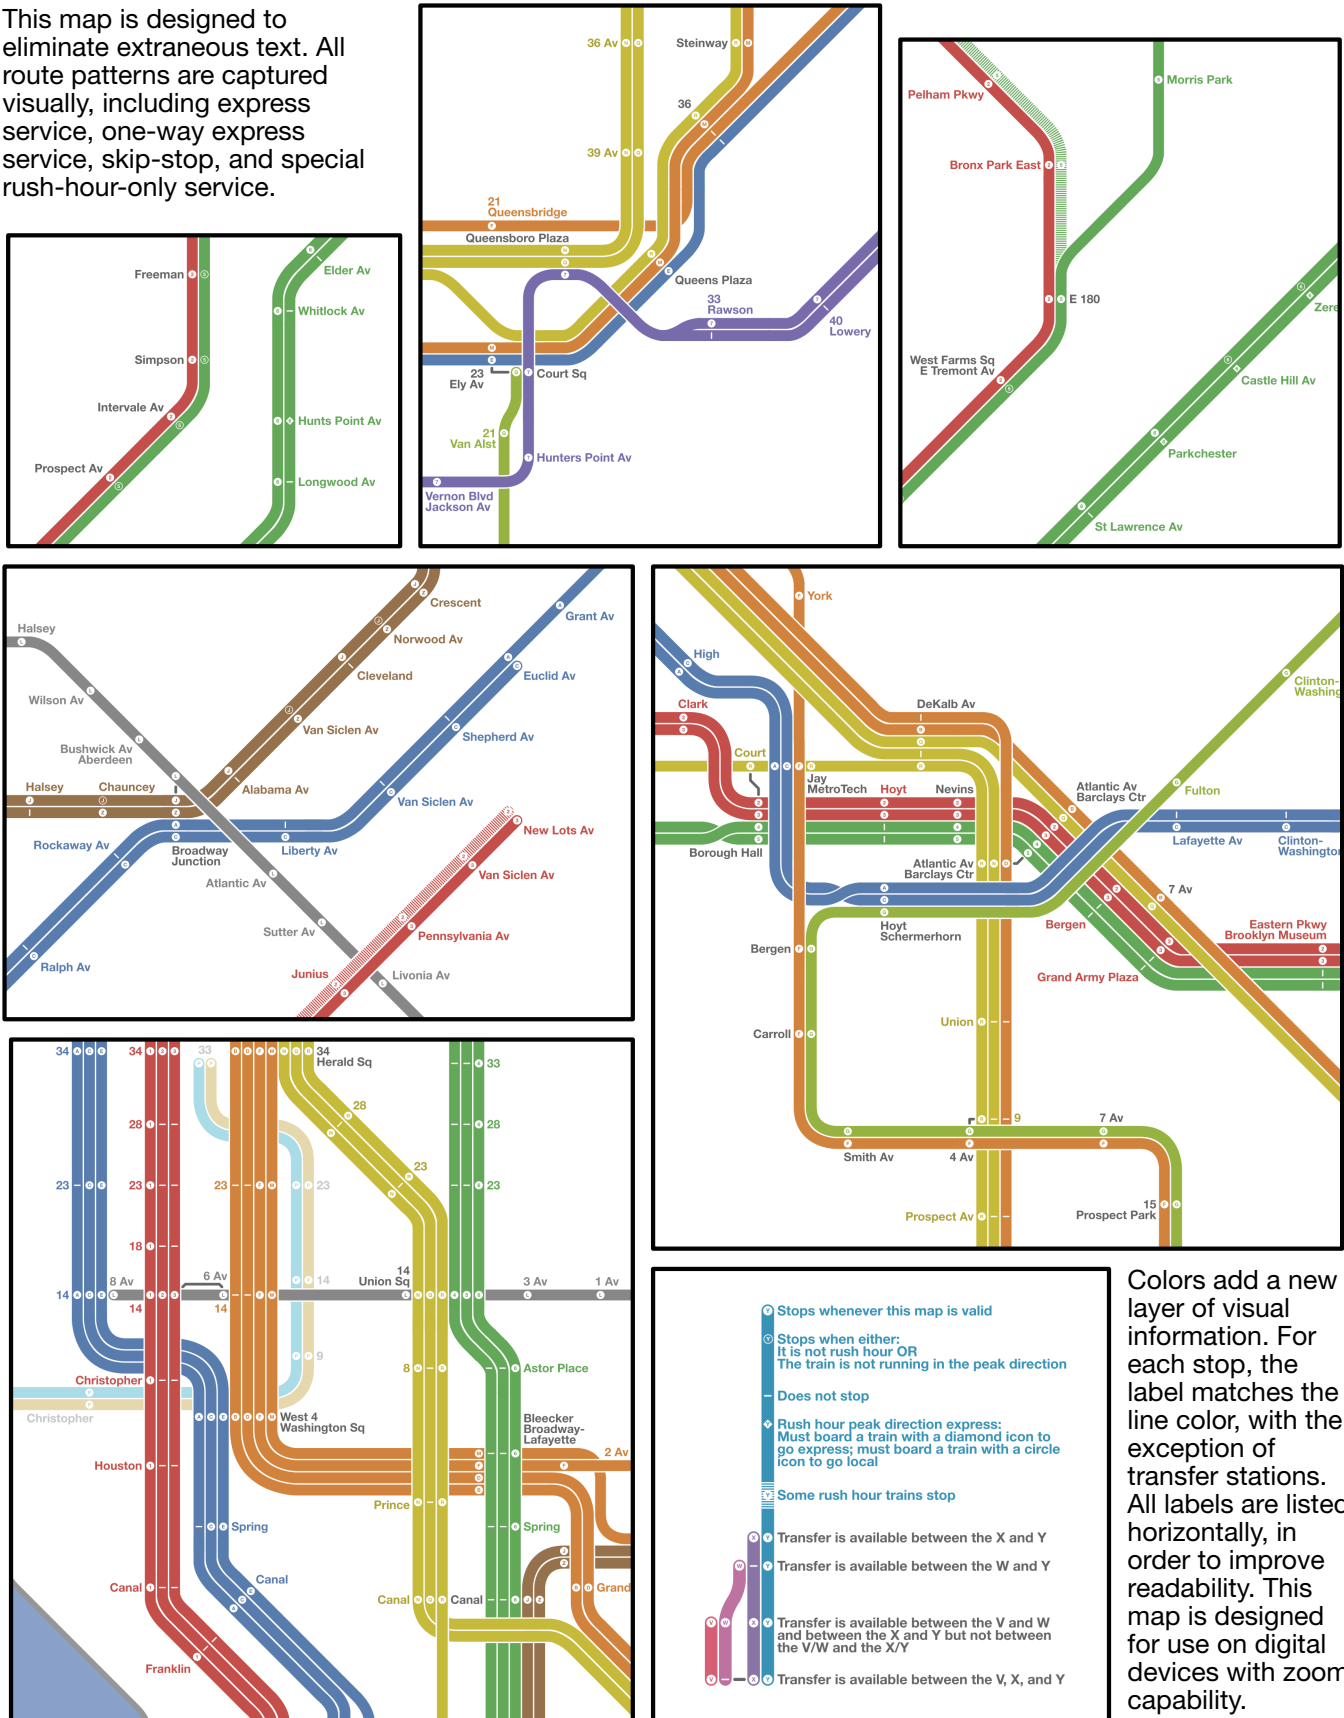 This map is designed to
eliminate extraneous text. All
route patterns are captured
visually, including express
service, one-way express
service, skip-stop, and special
rush-hour-only service.
Freeman
Simpson
Intervale Av
Prospect Av
Elder Av
Whitlock Av
Hunts Point Av
Longwood Av
36 Av
Steinway
36
39 Av
21
Queensbridge
Queensboro Plaza
Queens Plaza
33
Rawson
40
Lowery
23
Ely Av
Court Sq
21
Van Alst
Hunters Point Av
Vernon Blvd
Jackson Av
Pelham Pkwy
Morris Park
Bronx Park East
E 180
Zere
West Farms Sq
E Tremont Av
Castle Hill Av
Parkchester
St Lawrence Av
Halsey
Wilson Av
Bushwick Av
Aberdeen
Halsey
Chauncey
Crescent
Norwood Av
Cleveland
Van Siclen Av
Alabama Av
Grant Av
Euclid Av
Shepherd Av
Van Siclen Av
Rockaway Av
Broadway
Junction
Liberty Av
New Lots Av
Atlantic Av
Van Siclen Av
Sutter Av
Pennsylvania Av
Ralph Av
Junius
Livonia Av
York
High
Clark
DeKalb Av
Court
Jay
MetroTech
Hoyt
Nevins
Atlantic Av
Barclays Ctr
Clinton-
Washing
Fulton
Borough Hall
Atlantic Av
Barclays Ctr
Lafayette Av
Clinton-
Washington
Hoyt
Schermerhorn
7 Av
Bergen
Bergen
Eastern Pkwy
Brooklyn Museum
Grand Army Plaza
Carroll
Union
9
7 Av
Smith Av
4 Av
15
Prospect Park
Prospect Av
34
34
33
34
Herald Sq
33
28
28
28
23
23
23
23
23
23
18
8 Av
6 Av
14
14
Union Sq
3 Av
1 Av
14
14
14
9
8
Astor Place
Christopher
Christopher
West 4
Washington Sq
Bleecker
Broadway-
Lafayette
2 Av
Houston
Prince
Spring
Spring
Canal
Canal
Canal
Canal
Grand
Franklin
Stops whenever this map is valid
Stops when either:
It is not rush hour OR
The train is not running in the peak direction
Does not stop
Rush hour peak direction express:
Must board a train with a diamond icon to
go express; must board a train with a circle
icon to go local
Some rush hour trains stop
Transfer is available between the X and Y
Transfer is available between the W and Y
Transfer is available between the V and W
and between the X and Y but not between
the V/W and the X/Y
Transfer is available between the V, X, and Y
Colors add a new
layer of visual
information. For
each stop, the
label matches the
line color, with the
exception of
transfer stations.
All labels are listed
horizontally, in
order to improve
readability. This
map is designed
for use on digital
devices with zoom
capability.